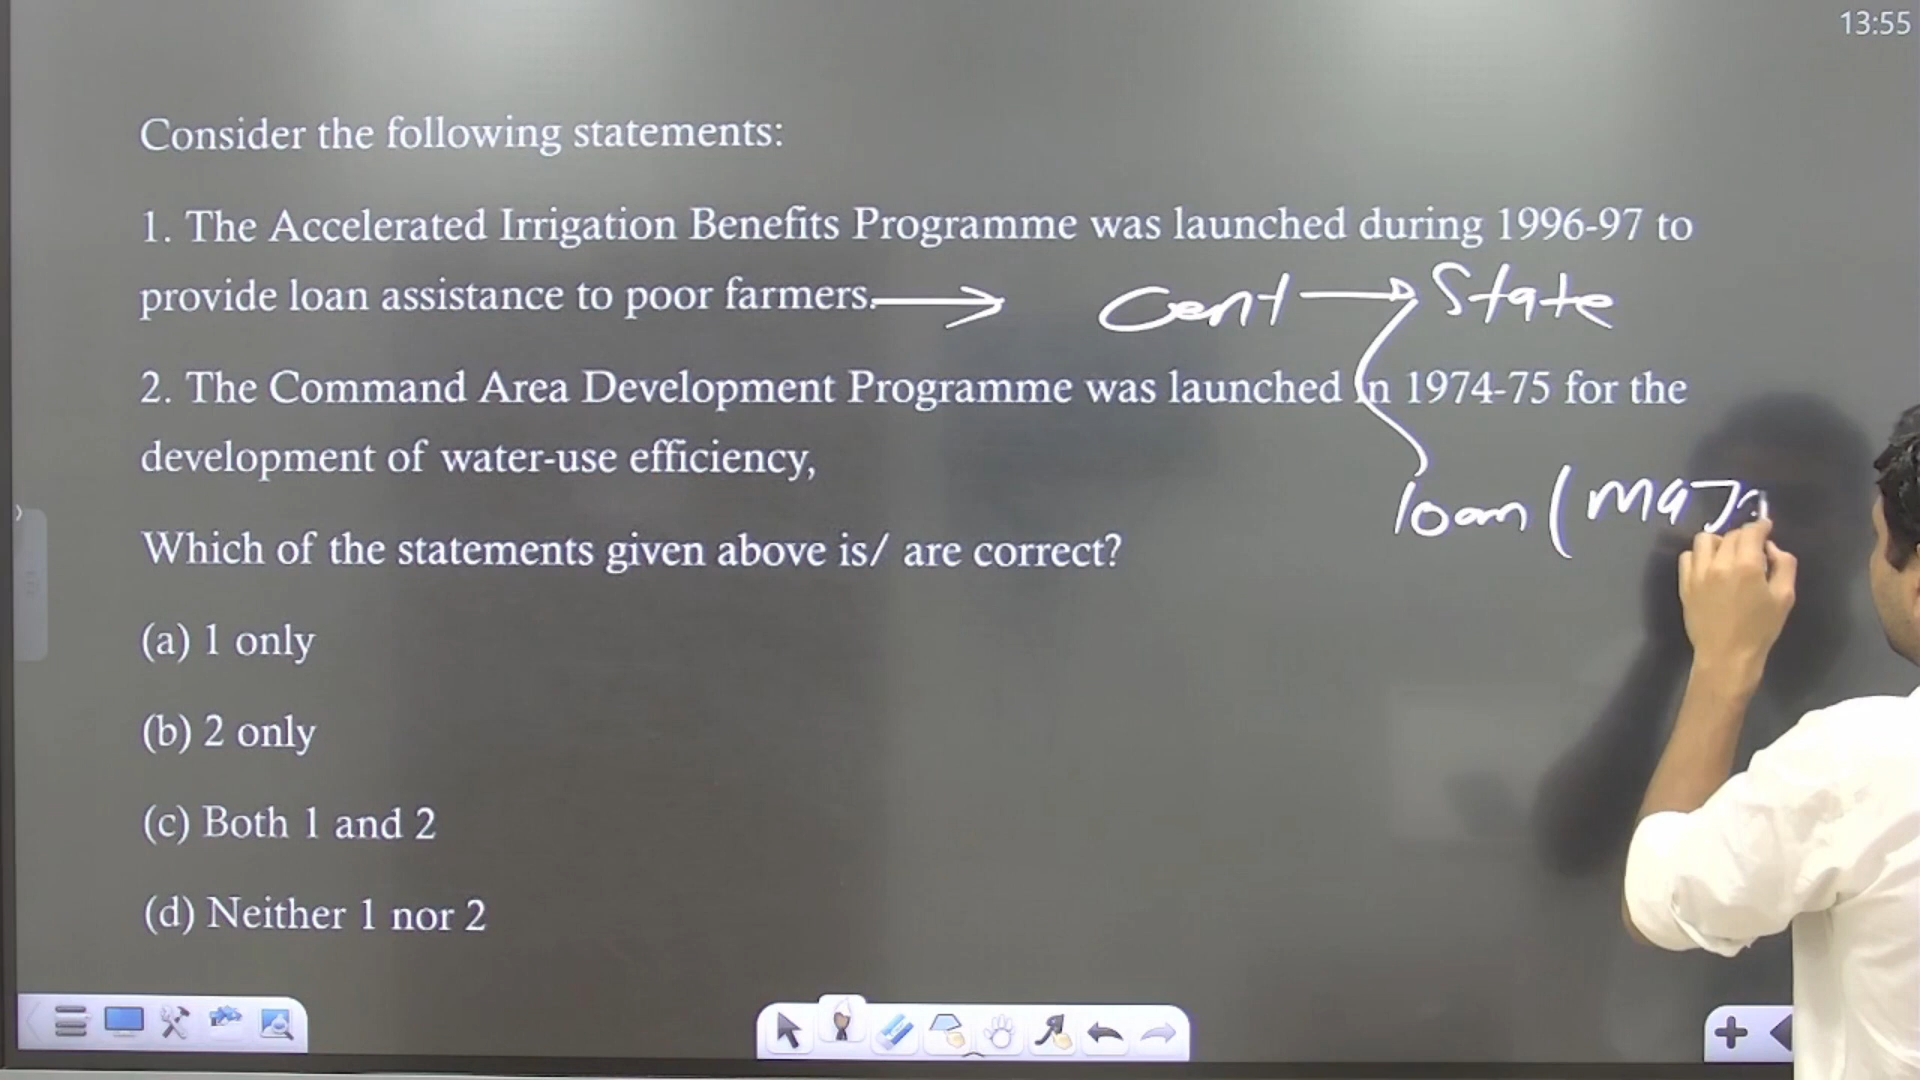 13:55
Consider the following statements:
1. The Accelerated Irrigation Benefits Programme was launched during 1996-97 to
provide loan assistance to poor farmers.
Cent State
2. The Command Area Development Programme was launched in 1974-75 for the
development of water-use efficiency,
loan (
Which of the statements given above is/ are correct?
(a) 1 only
(b) 2 only
(c) Both 1 and 2
(d) Neither 1 nor 2